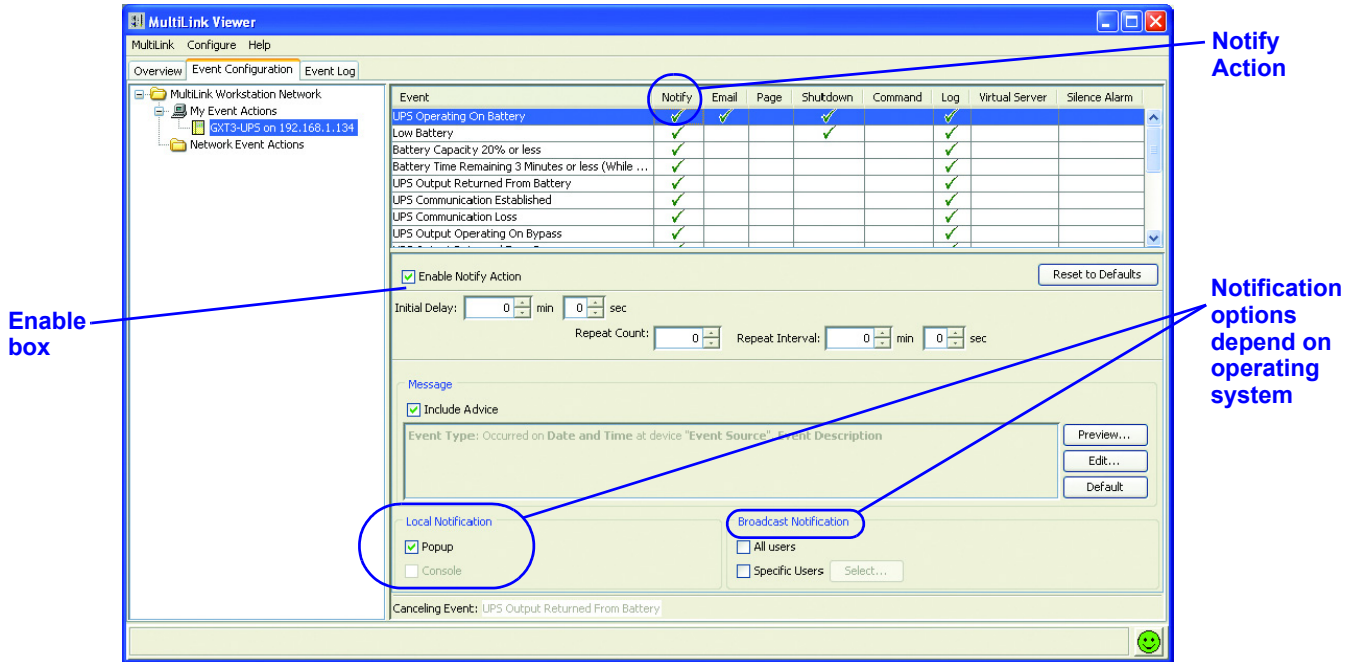 MultiLink Viewer
MultiLink Configure Help
Overview Event Configuration Event Log
MultiLink Workstation Network
My Event Actions
GXT3-UPS on 192.168.1.134
Network Event Actions
Event Notify Email Page Shutdown Command Log Virtual Server Silence Alarm
UPS Operating On Battery
Low Battery
Battery Capacity 20% or less
Battery Time Remaining 3 Minutes or less (While ...
UPS Output Returned From Battery
UPS Communication Established
UPS Communication Loss
UPS Output Operating On Bypass
Enable Notify Action
Reset to Defaults
Initial Delay: 0 min 0 sec
Repeat Count: 0 Repeat Interval: 0 min 0 sec
Message
Include Advice
Event Type: Occurred on Date and Time at device "Event Source". Event Description
Preview...
Edit...
Default
Local Notification
Popup
Console
Broadcast Notification
All users
Specific Users Select...
Canceling Event: UPS Output Returned From Battery
Notify
Action
Enable
box
Notification
options
depend on
operating
system